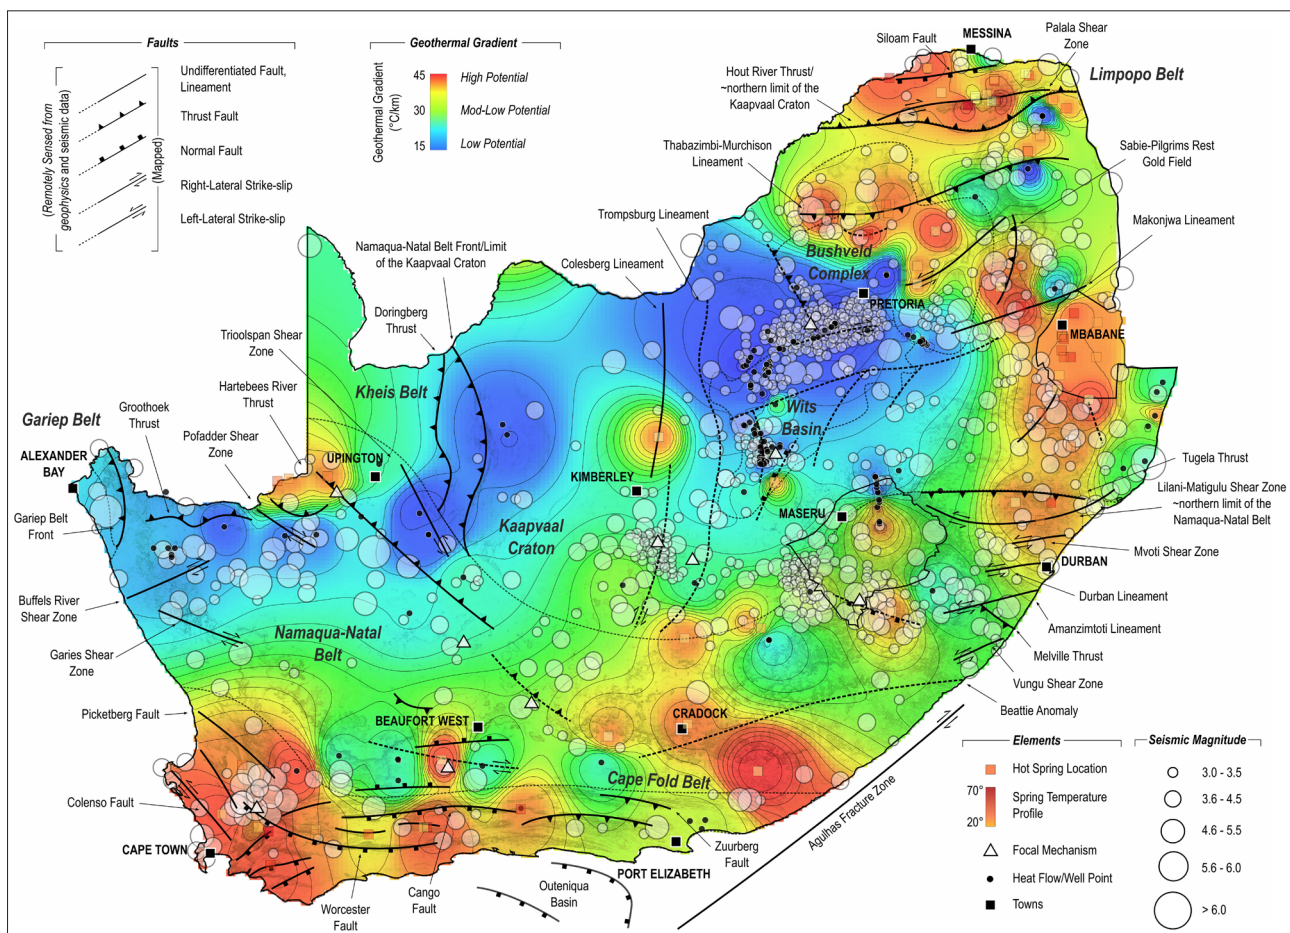 Faults
(Remotely Sensed from
geophysics and seismic data)
(Mapped)
Undifferentiated Fault,
Lineament
Thrust Fault
Normal Fault
Right-Lateral Strike-slip
Left-Lateral Strike-slip
Geothermal Gradient
Geothermal Gradient
(°C/km)
45
30
15
High Potential
Mod-Low Potential
Low Potential
Siloam Fault
MESSINA
Palala Shear
Zone
Limpopo Belt
Hout River Thrust/
~northern limit of the
Kaapvaal Craton
Thabazimbi-Murchison
Lineament
Sabie-Pilgrims Rest
Gold Field
Makonjwa Lineament
Trompsburg Lineament
Namaqua-Natal Belt Front/Limit
of the Kaapvaal Craton
Colesberg Lineament
Bushveld
Complex
PRETORIA
MBABANE
Doringberg
Thrust
Trioolspan Shear
Zone
Hartebees River
Thrust
Kheis Belt
Gariep Belt
Groothoek
Thrust
Pofadder Shear
Zone
ALEXANDER
BAY
UPINGTON
KIMBERLEY
Wits
Basin
Tugela Thrust
Lilani-Matigulu Shear Zone
~northern limit of the
Namaqua-Natal Belt
Gariep Belt
Front
Kaapvaal
Craton
MASERU
Mvoti Shear Zone
DURBAN
Buffels River
Shear Zone
Durban Lineament
Amanzimtoti Lineament
Garies Shear
Zone
Namaqua-Natal
Belt
Melville Thrust
Vungu Shear Zone
Picketberg Fault
BEAUFORT WEST
CRADOCK
Beattie Anomaly
Cape Fold Belt
Colenso Fault
Agulhas Fracture Zone
CAPE TOWN
Zuurberg
Fault
PORT ELIZABETH
Outeniqua
Basin
Cango
Fault
Worcester
Fault
Elements
Hot Spring Location
70°
20°
Spring Temperature
Profile
Focal Mechanism
Heat Flow/Well Point
Towns
Seismic Magnitude
3.0 - 3.5
3.6 - 4.5
4.6 - 5.5
5.6 - 6.0
> 6.0